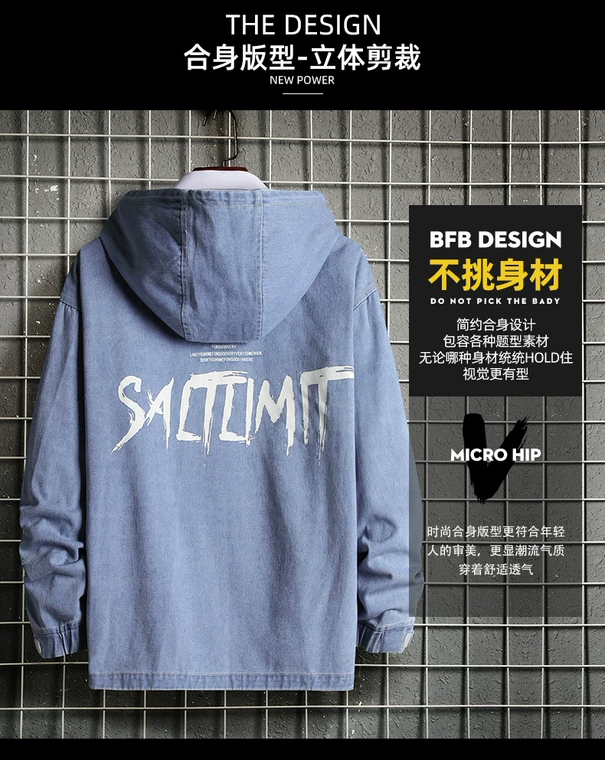 THE DESIGN
合身版型-立体剪裁
NEW POWER
BFB DESIGN
不挑身材
DO NOT PICK THE BADY
简约合身设计
包容各种题型素材
无论哪种身材统统HOLD住
视觉更有型
SALTLIMIT
MICRO HIP
时尚合身版型更符合年轻
人的审美，更显潮流气质
穿着舒适透气